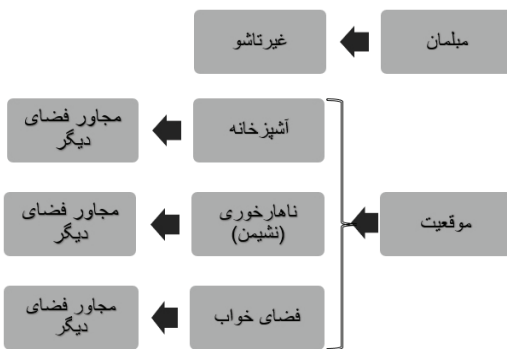 مبلمان
غیرتاشو
آشپزخانه
مجاور فضای
دیگر
موقعیت
ناهارخوری
(نشیمن)
مجاور فضای
دیگر
فضای خواب
مجاور فضای
دیگر